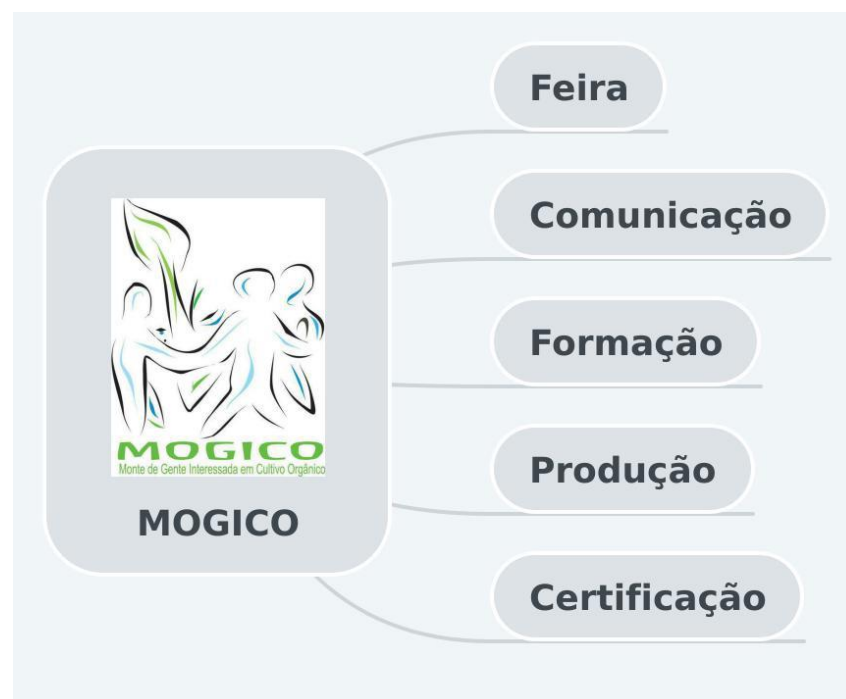 MOGICO
Monte de Gente Interessada em Cultivo Orgânico
MOGICO
Feira
Comunicação
Formação
Produção
Certificação